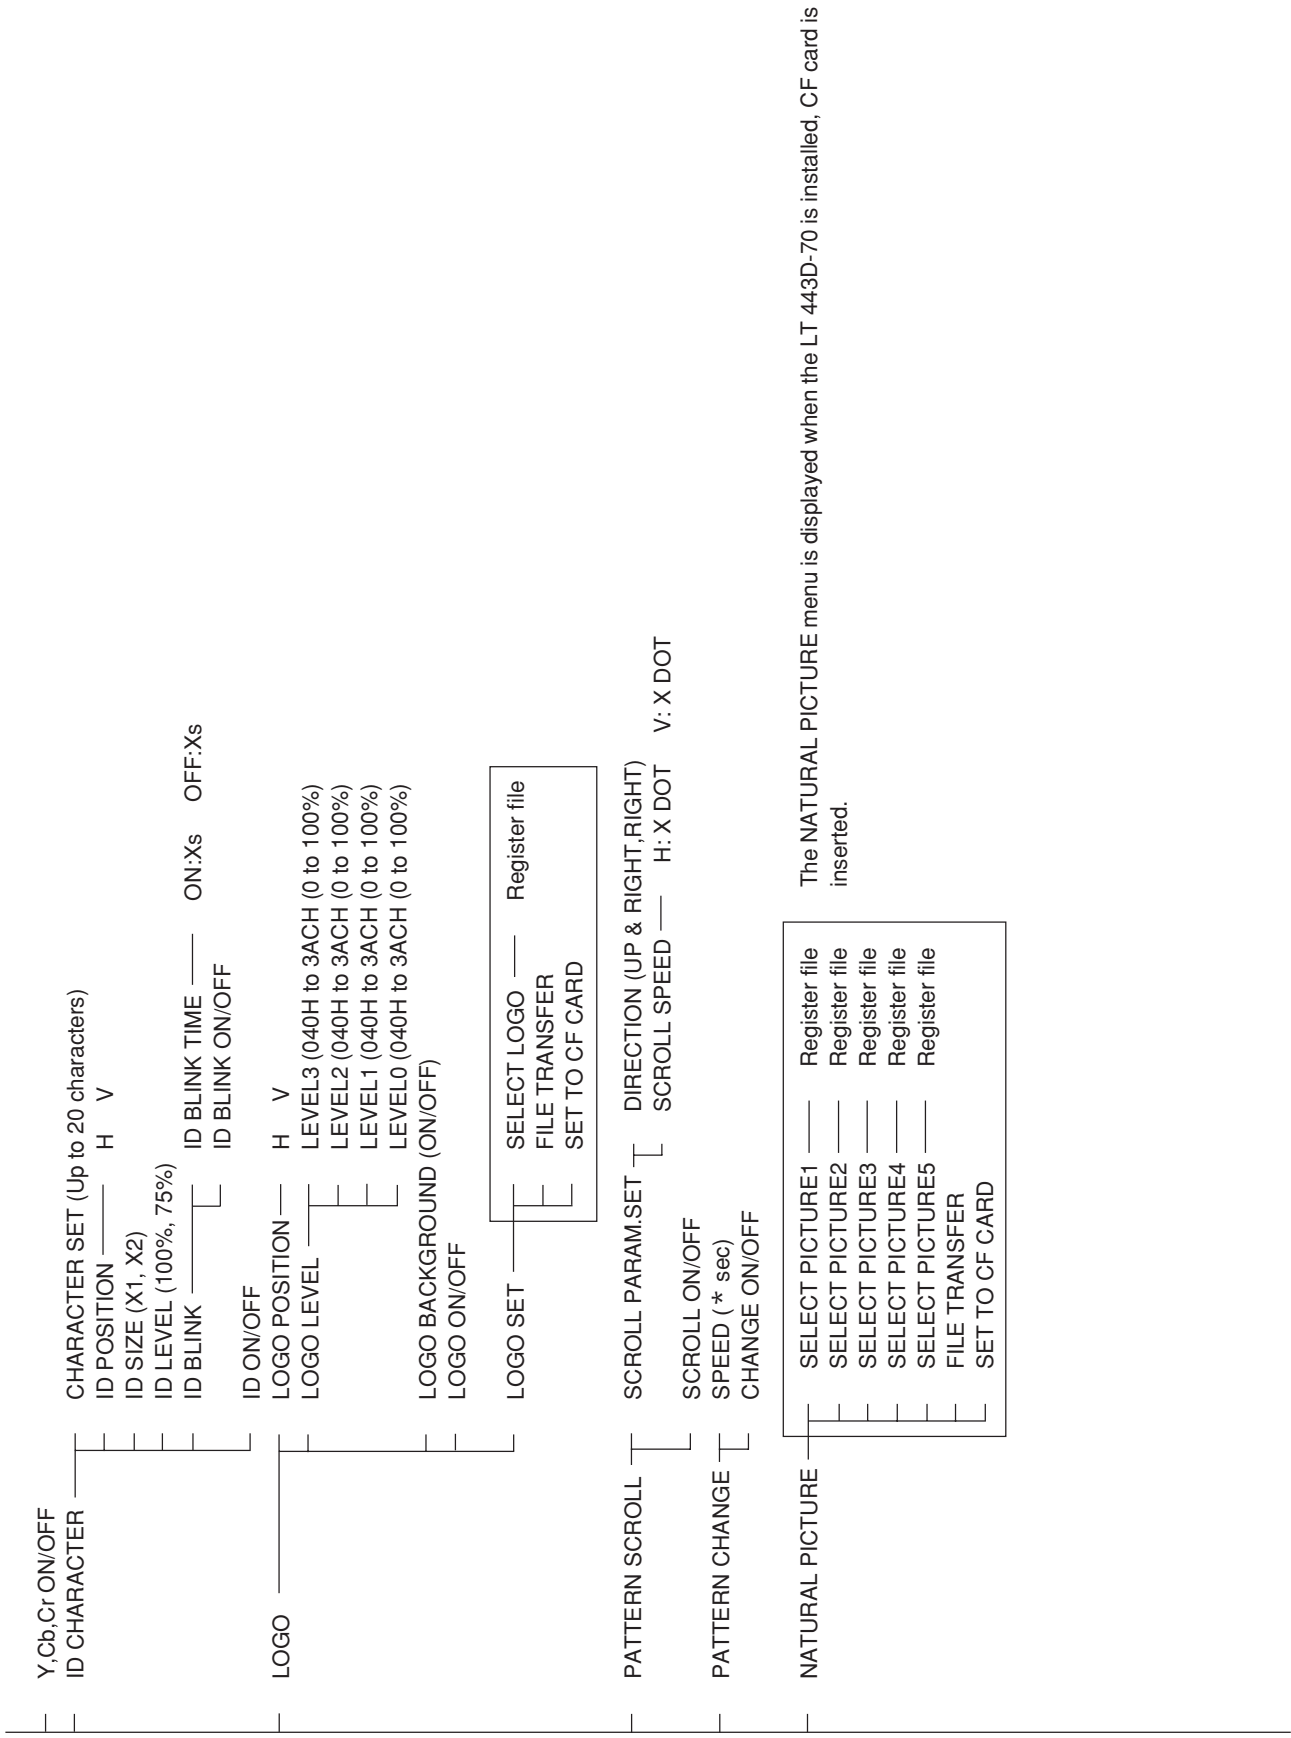 Y,Cb,Cr ON/OFF
ID CHARACTER
CHARACTER SET (Up to 20 characters)
ID POSITION H V
ID SIZE (X1, X2)
ID LEVEL (100%, 75%)
ID BLINK
ID BLINK TIME ON:Xs OFF:Xs
ID BLINK ON/OFF
ID ON/OFF
LOGO
LOGO POSITION H V
LOGO LEVEL
LEVEL3 (040H to 3ACH (0 to 100%)
LEVEL2 (040H to 3ACH (0 to 100%)
LEVEL1 (040H to 3ACH (0 to 100%)
LEVEL0 (040H to 3ACH (0 to 100%)
LOGO BACKGROUND (ON/OFF)
LOGO ON/OFF
LOGO SET
SELECT LOGO Register file
FILE TRANSFER
SET TO CF CARD
PATTERN SCROLL
SCROLL PARAM.SET
DIRECTION (UP & RIGHT,RIGHT)
SCROLL SPEED H: X DOT V: X DOT
SCROLL ON/OFF
PATTERN CHANGE
SPEED (* sec)
CHANGE ON/OFF
NATURAL PICTURE
SELECT PICTURE1 Register file
SELECT PICTURE2 Register file
SELECT PICTURE3 Register file
SELECT PICTURE4 Register file
SELECT PICTURE5 Register file
FILE TRANSFER
SET TO CF CARD
The NATURAL PICTURE menu is displayed when the LT 443D-70 is installed, CF card is
inserted.